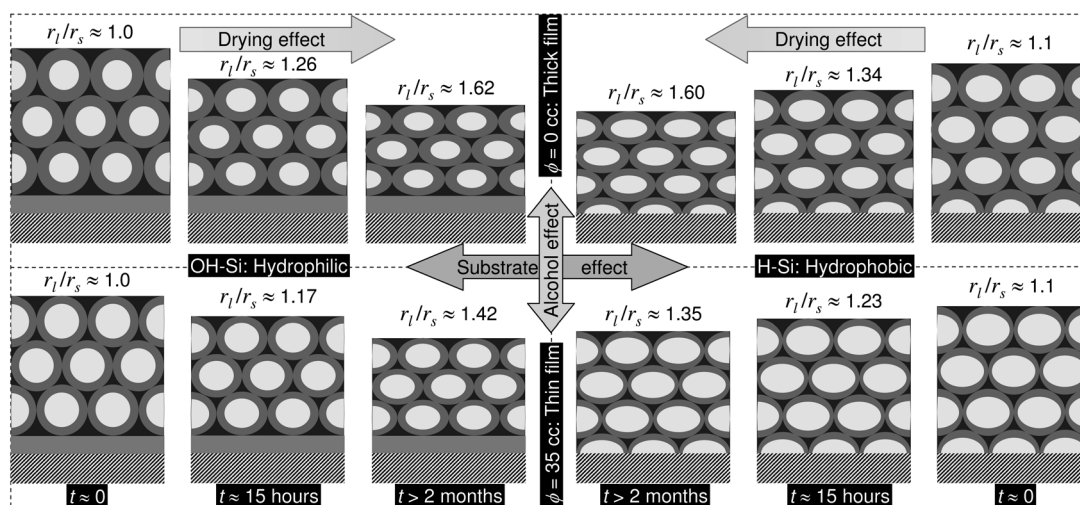 r_l/r_s ≈ 1.0
Drying effect
r_l/r_s ≈ 1.26
r_l/r_s ≈ 1.62
ϕ = 0 cc: Thick film
r_l/r_s ≈ 1.60
Drying effect
r_l/r_s ≈ 1.34
r_l/r_s ≈ 1.1
OH-Si: Hydrophilic
Substrate effect
Alcohol effect
H-Si: Hydrophobic
r_l/r_s ≈ 1.0
r_l/r_s ≈ 1.17
r_l/r_s ≈ 1.42
ϕ = 35 cc: Thin film
r_l/r_s ≈ 1.35
r_l/r_s ≈ 1.23
r_l/r_s ≈ 1.1
t ≈ 0
t ≈ 15 hours
t > 2 months
t > 2 months
t ≈ 15 hours
t ≈ 0